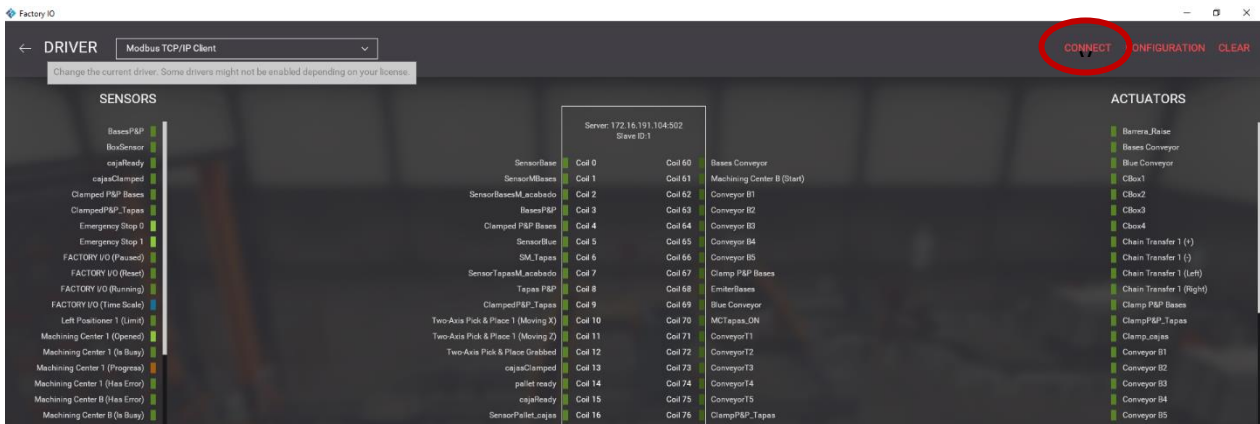 Factory IO
DRIVER
Modbus TCP/IP Client
CONNECT
CONFIGURATION
CLEAR
Change the current driver. Some drivers might not be enabled depending on your license.
SENSORS
BasesP&P
BoxSensor
cajaReady
cajasClamped
Clamped P&P Bases
ClampedP&P_Tapas
Emergency Stop 0
Emergency Stop 1
FACTORY I/O (Paused)
FACTORY I/O (Reset)
FACTORY I/O (Running)
FACTORY I/O (Time Scale)
Left Positioner 1 (Limit)
Machining Center 1 (Opened)
Machining Center 1 (Is Busy)
Machining Center 1 (Progress)
Machining Center 1 (Has Error)
Machining Center B (Has Error)
Machining Center B (Is Busy)
Server: 172.16.191.104:502
Slave ID:1
SensorBase Coil 0 Coil 60 Bases Conveyor
SensorMBases Coil 1 Coil 61 Machining Center B (Start)
SensorBasesM_acabado Coil 2 Coil 62 Conveyor B1
BasesP&P Coil 3 Coil 63 Conveyor B2
Clamped P&P Bases Coil 4 Coil 64 Conveyor B3
SensorBlue Coil 5 Coil 65 Conveyor B4
SM_Tapas Coil 6 Coil 66 Conveyor B5
SensorTapasM_acabado Coil 7 Coil 67 Clamp P&P Bases
Tapas P&P Coil 8 Coil 68 EmiterBases
ClampedP&P_Tapas Coil 9 Coil 69 Blue Conveyor
Two-Axis Pick & Place 1 (Moving X) Coil 10 Coil 70 MCTapas_ON
Two-Axis Pick & Place 1 (Moving Z) Coil 11 Coil 71 ConveyorT1
Two-Axis Pick & Place Grabbed Coil 12 Coil 72 ConveyorT2
cajasClamped Coil 13 Coil 73 ConveyorT3
pallet ready Coil 14 Coil 74 ConveyorT4
cajaReady Coil 15 Coil 75 ConveyorT5
SensorPallet_cajas Coil 16 Coil 76 ClampP&P_Tapas
ACTUATORS
Barrera_Raise
Bases Conveyor
Blue Conveyor
CBox1
CBox2
CBox3
Cbox4
Chain Transfer 1 (+)
Chain Transfer 1 (-)
Chain Transfer 1 (Left)
Chain Transfer 1 (Right)
Clamp P&P Bases
ClampP&P_Tapas
Clamp_cajas
Conveyor B1
Conveyor B2
Conveyor B3
Conveyor B4
Conveyor B5